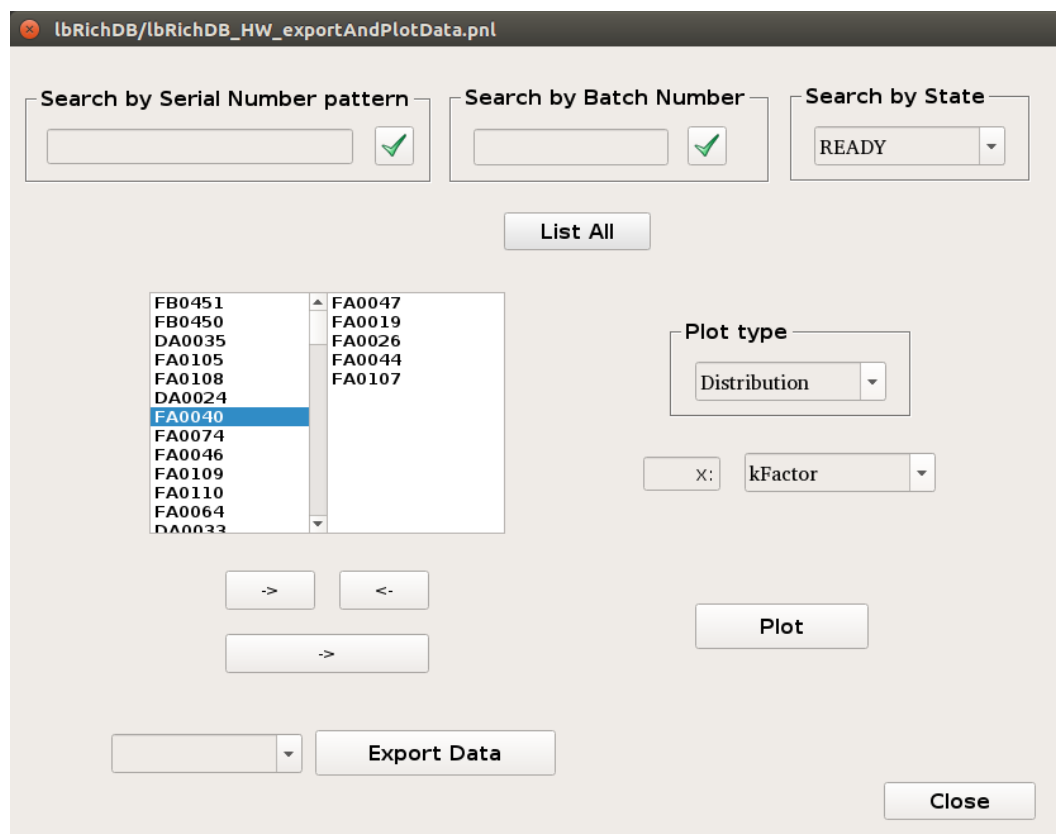 lbRichDB/lbRichDB_HW_exportAndPlotData.pnl
Search by Serial Number pattern
Search by Batch Number
Search by State
READY
List All
FB0451
FB0450
DA0035
FA0105
FA0108
DA0024
FA0040
FA0074
FA0046
FA0109
FA0110
FA0064
DA0033
FA0047
FA0019
FA0026
FA0044
FA0107
Plot type
Distribution
x:
kFactor
->
<-
->
Plot
Export Data
Close